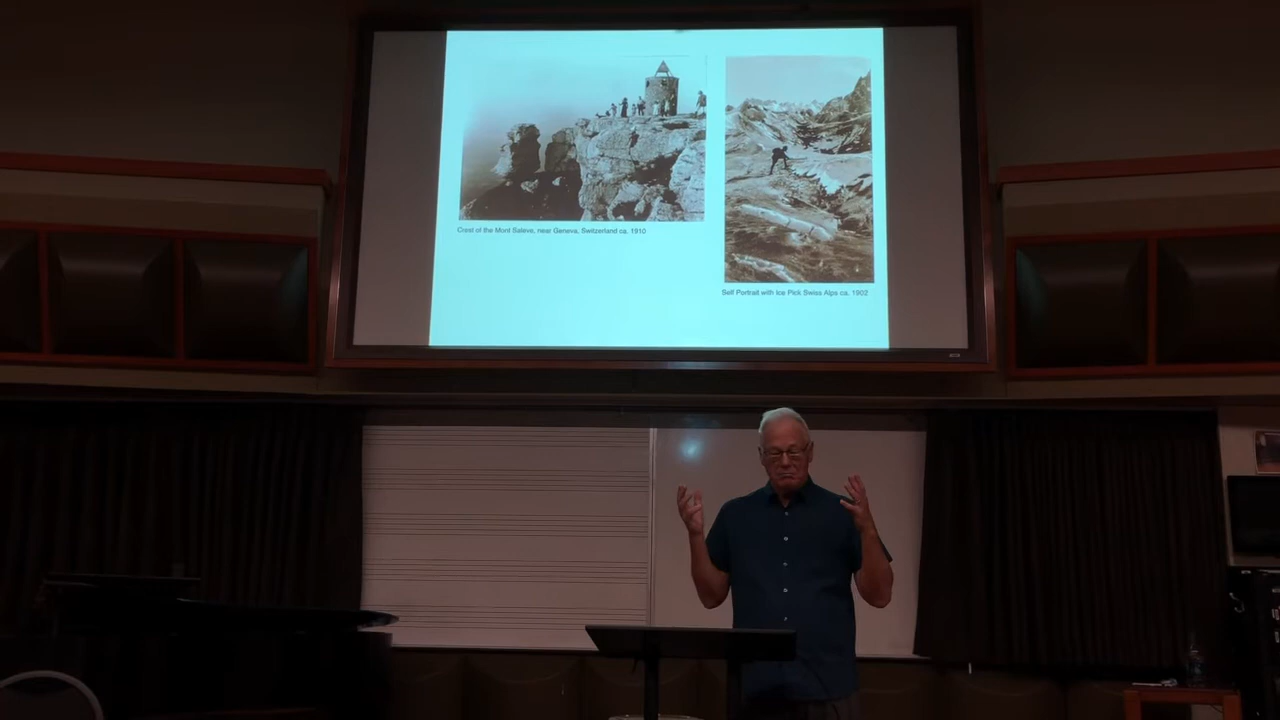 Crest of the Mont Saleve, near Geneva, Switzerland ca. 1910
Self Portrait with Ice Pick Swiss Alps ca. 1902